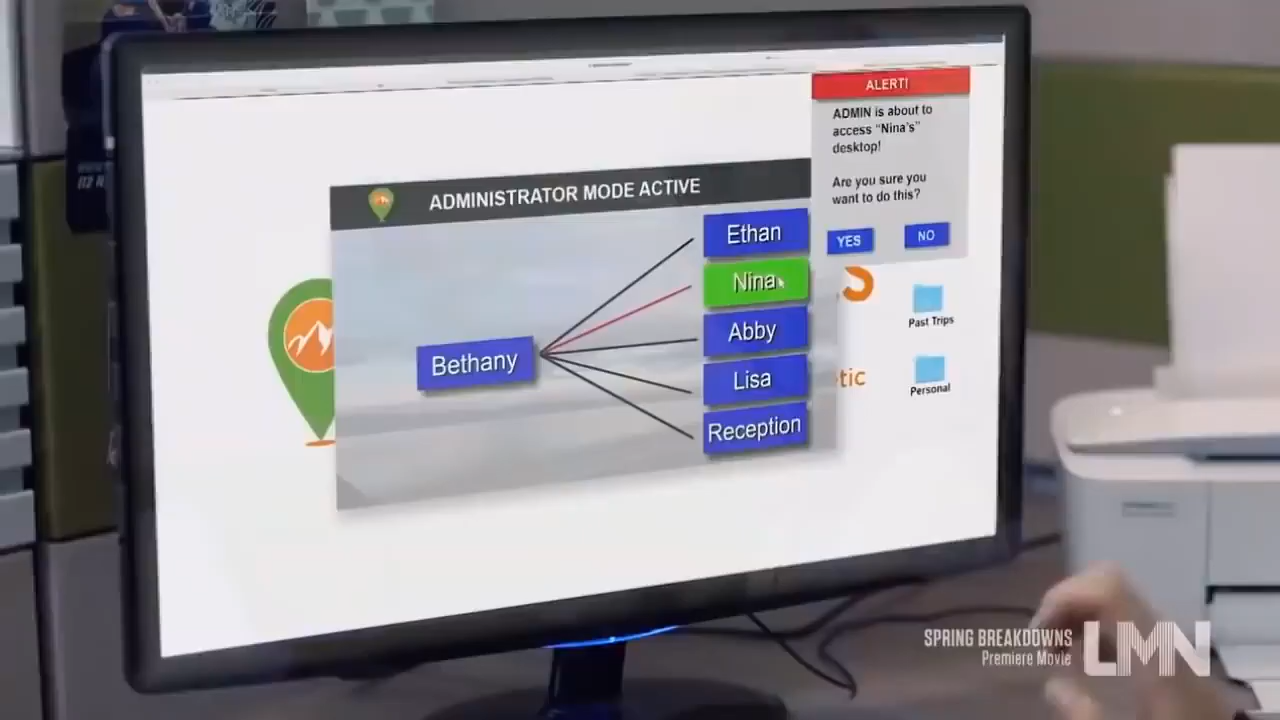 ALERT!
ADMIN is about to
access "Nina's"
desktop!
Are you sure you
want to do this?
YES
NO
ADMINISTRATOR MODE ACTIVE
Ethan
Nina
Abby
Lisa
Reception
Bethany
tic
Past Trips
Personal
SPRING BREAKDOWNS
Premiere Movie
LMN